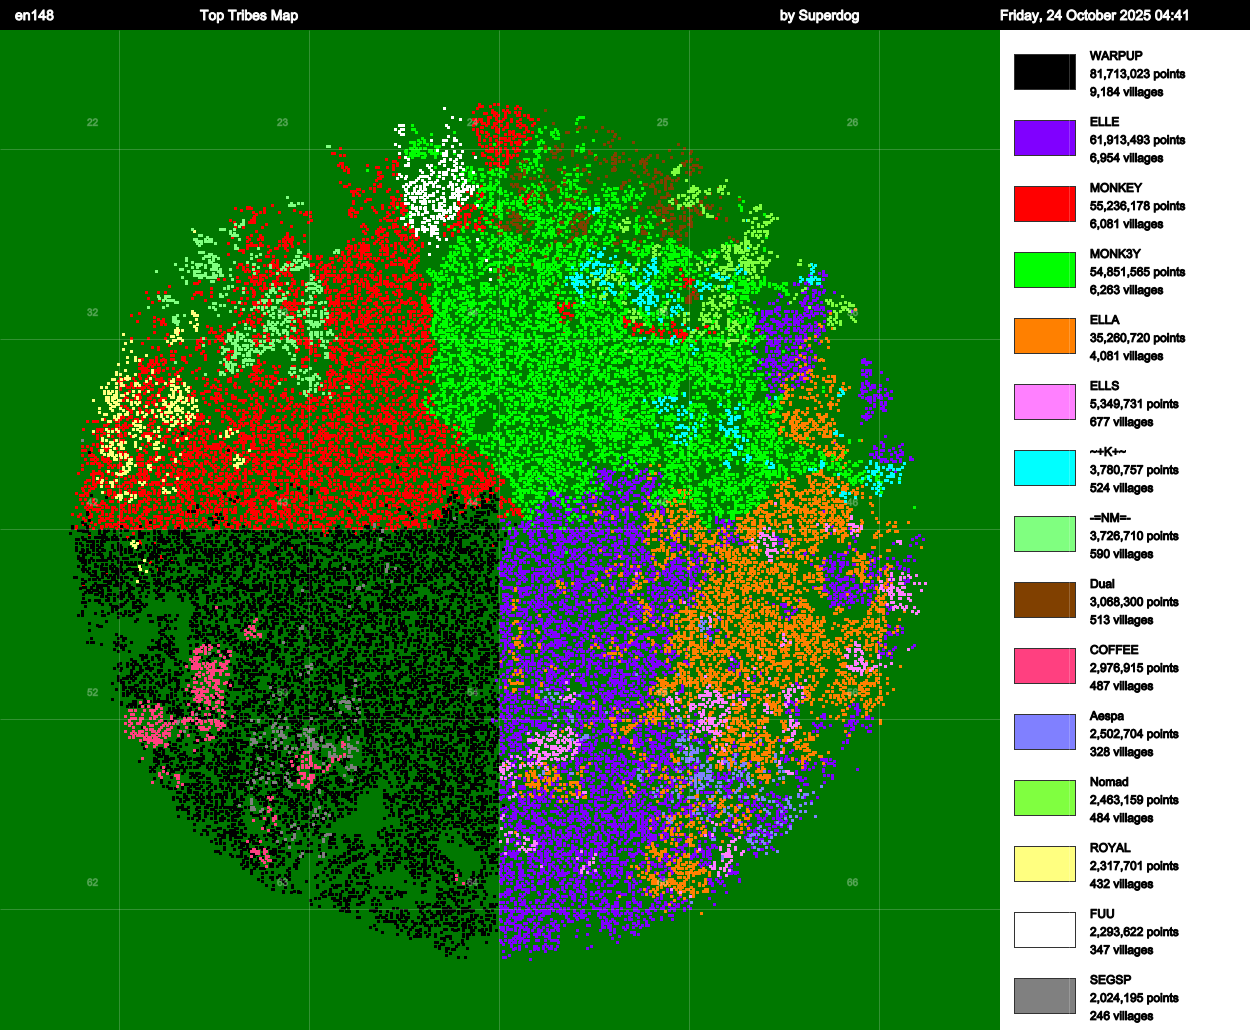 en148 Top Tribes Map by Superdog Friday, 24 October 2025 04:41
WARPUP
81,713,023 points
9,184 villages
ELLE
61,913,493 points
6,954 villages
MONKEY
55,236,178 points
6,081 villages
MONK3Y
54,851,565 points
6,263 villages
ELLA
35,260,720 points
4,081 villages
ELLS
5,349,731 points
677 villages
~+K+~
3,780,757 points
524 villages
-=NM=-
3,726,710 points
590 villages
Dual
3,068,300 points
513 villages
COFFEE
2,976,915 points
487 villages
Aespa
2,502,704 points
328 villages
Nomad
2,463,159 points
484 villages
ROYAL
2,317,701 points
432 villages
FUU
2,293,622 points
347 villages
SEGSP
2,024,195 points
246 villages
22 23 24 25 26
32
42 43 44
52 53
62 63 66